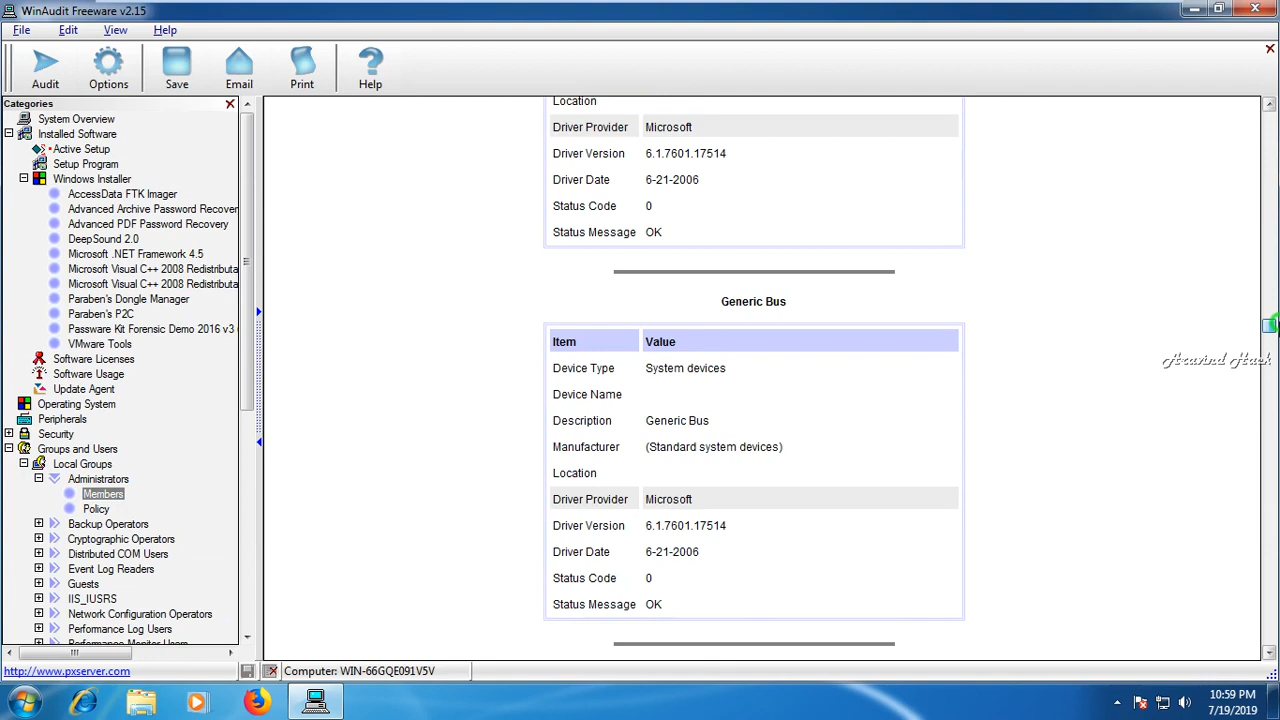 WinAudit Freeware v2.15
File Edit View Help
Audit Options Save Email Print Help
Categories
System Overview
Installed Software
Active Setup
Setup Program
Windows Installer
AccessData FTK Imager
Advanced Archive Password Recover
Advanced PDF Password Recovery
DeepSound 2.0
Microsoft .NET Framework 4.5
Microsoft Visual C++ 2008 Redistributa
Microsoft Visual C++ 2008 Redistributa
Paraben's Dongle Manager
Paraben's P2C
Passware Kit Forensic Demo 2016 v3
VMware Tools
Software Licenses
Software Usage
Update Agent
Operating System
Peripherals
Security
Groups and Users
Local Groups
Administrators
Members
Policy
Backup Operators
Cryptographic Operators
Distributed COM Users
Event Log Readers
Guests
IIS_IUSRS
Network Configuration Operators
Performance Log Users
Performance Monitor Users
Location
Driver Provider Microsoft
Driver Version 6.1.7601.17514
Driver Date 6-21-2006
Status Code 0
Status Message OK
Generic Bus
Item Value
Device Type System devices
Device Name
Description Generic Bus
Manufacturer (Standard system devices)
Location
Driver Provider Microsoft
Driver Version 6.1.7601.17514
Driver Date 6-21-2006
Status Code 0
Status Message OK
Aravind Hack
http://www.pxserver.com
Computer: WIN-66GQE091V5V
10:59 PM
7/19/2019